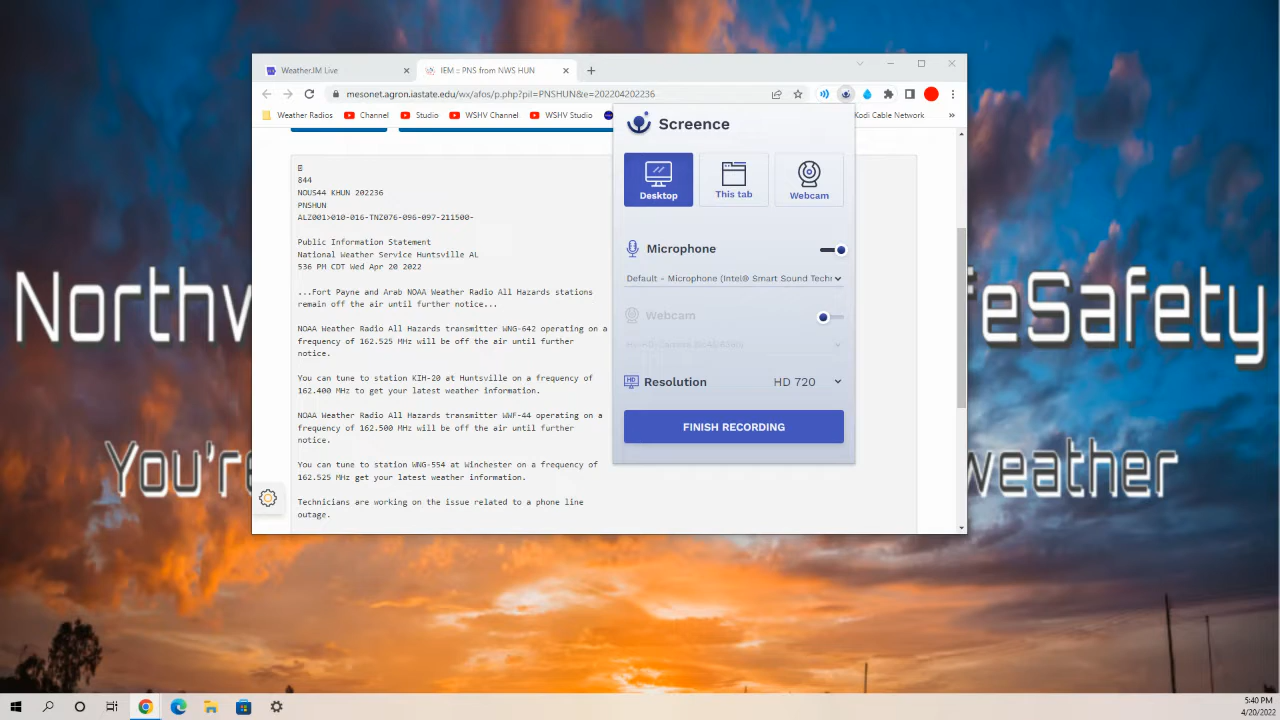 WeatherIM Live
IEM :: PNS from NWS HUN
mesonet.agron.iastate.edu/wx/afos/p.php?pil=PNSHUN&e=202204202236
Weather Radios
Channel
Studio
WSHV Channel
WSHV Studio
Kodi Cable Network
»
844
NOUS44 KHUN 202236
PNSHUN
ALZ001>010-016-TNZ076-096-097-211500-
Public Information Statement
National Weather Service Huntsville AL
536 PM CDT Wed Apr 20 2022
...Fort Payne and Arab NOAA Weather Radio All Hazards stations
remain off the air until further notice...
NOAA Weather Radio All Hazards transmitter WNG-642 operating on a
frequency of 162.525 MHz will be off the air until further
notice.
You can tune to station KIH-20 at Huntsville on a frequency of
162.400 MHz to get your latest weather information.
NOAA Weather Radio All Hazards transmitter WWF-44 operating on a
frequency of 162.500 MHz will be off the air until further
notice.
You can tune to station WNG-554 at Winchester on a frequency of
162.525 MHz get your latest weather information.
Technicians are working on the issue related to a phone line
outage.
Screence
Desktop
This tab
Webcam
Microphone
Default - Microphone (Intel® Smart Sound Techn
Webcam
Resolution
HD 720
FINISH RECORDING
Northw
eSafety
You're
weather
5:40 PM
4/20/2022